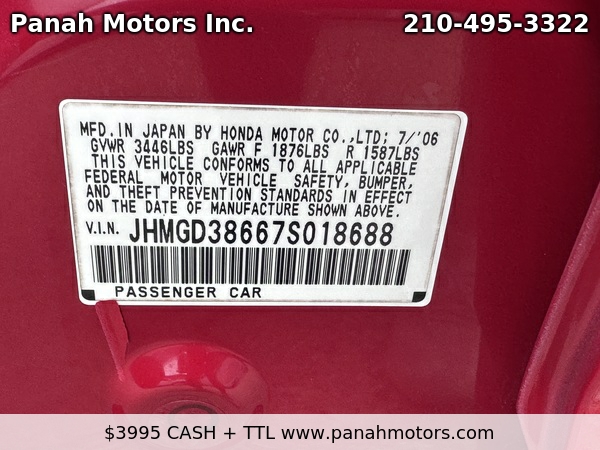 Panah Motors Inc. 210-495-3322
MFD.IN JAPAN BY HONDA MOTOR CO.,LTD; 7/'06
GVWR 3446LBS GAWR F 1876LBS R 1587LBS
THIS VEHICLE CONFORMS TO ALL APPLICABLE
FEDERAL MOTOR VEHICLE SAFETY, BUMPER,
AND THEFT PREVENTION STANDARDS IN EFFECT
ON THE DATE OF MANUFACTURE SHOWN ABOVE.
V.I.N. JHMGD38667S018688
PASSENGER CAR
$3995 CASH + TTL www.panahmotors.com